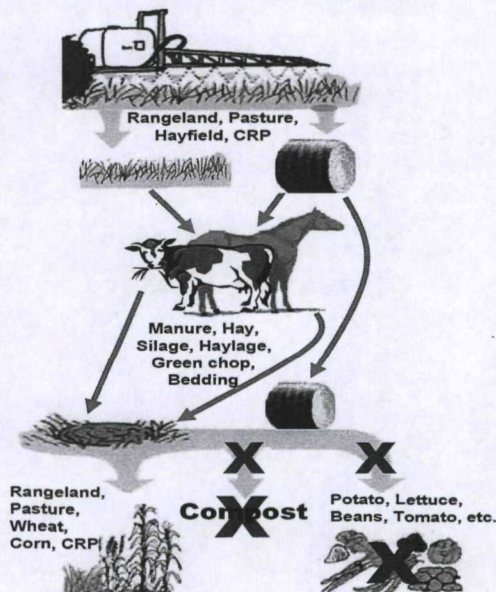 Rangeland, Pasture,
Hayfield, CRP
Manure, Hay,
Silage, Haylage,
Green chop,
Bedding
X
X
Rangeland,
Pasture,
Wheat,
Corn, CRP
Compost
X
Potato, Lettuce,
Beans, Tomato, etc.
X